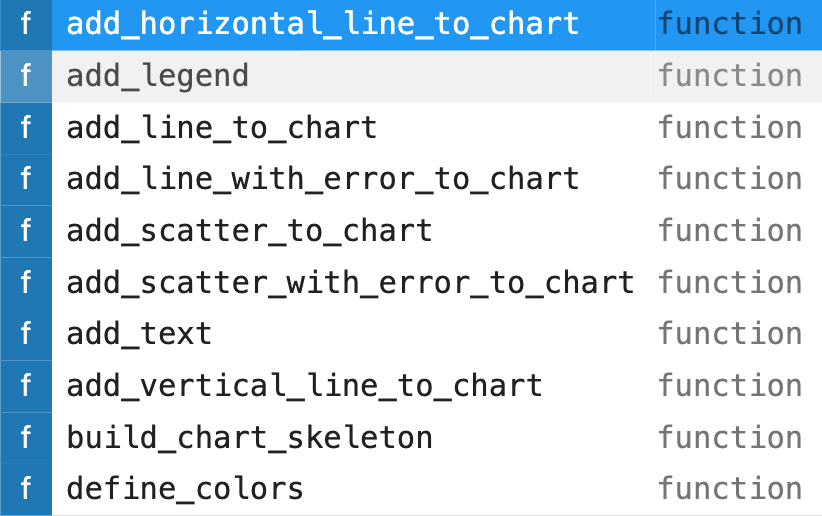 f add_horizontal_line_to_chart function
f add_legend function
f add_line_to_chart function
f add_line_with_error_to_chart function
f add_scatter_to_chart function
f add_scatter_with_error_to_chart function
f add_text function
f add_vertical_line_to_chart function
f build_chart_skeleton function
f define_colors function